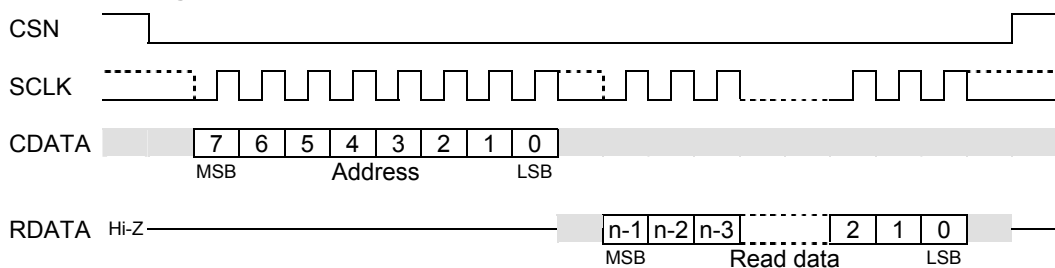 CSN
SCLK
CDATA 7 6 5 4 3 2 1 0
MSB Address LSB
RDATA Hi-Z n-1 n-2 n-3 2 1 0
MSB Read data LSB